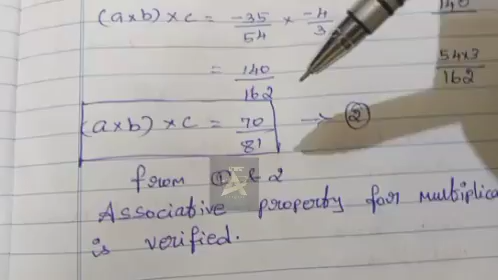 (a×b) × c = -35/54 × -4/3
= 140/162
(a×b) × c = 70/81 → ②
from ① & 2
Associative property for multiplica
is verified.
140
54×3
162